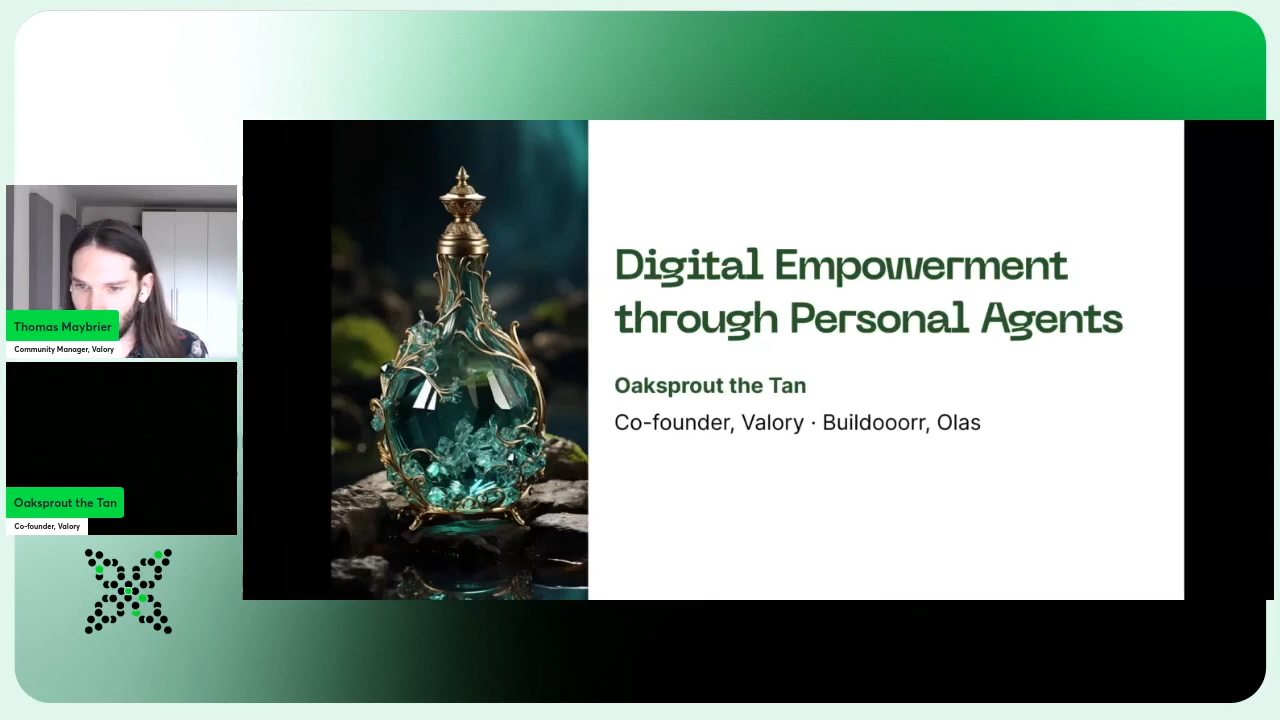 Thomas Maybrier
Community Manager, Valory
Oaksprout the Tan
Co-founder, Valory
Digital Empowerment
through Personal Agents
Oaksprout the Tan
Co-founder, Valory · Buildooorr, Olas